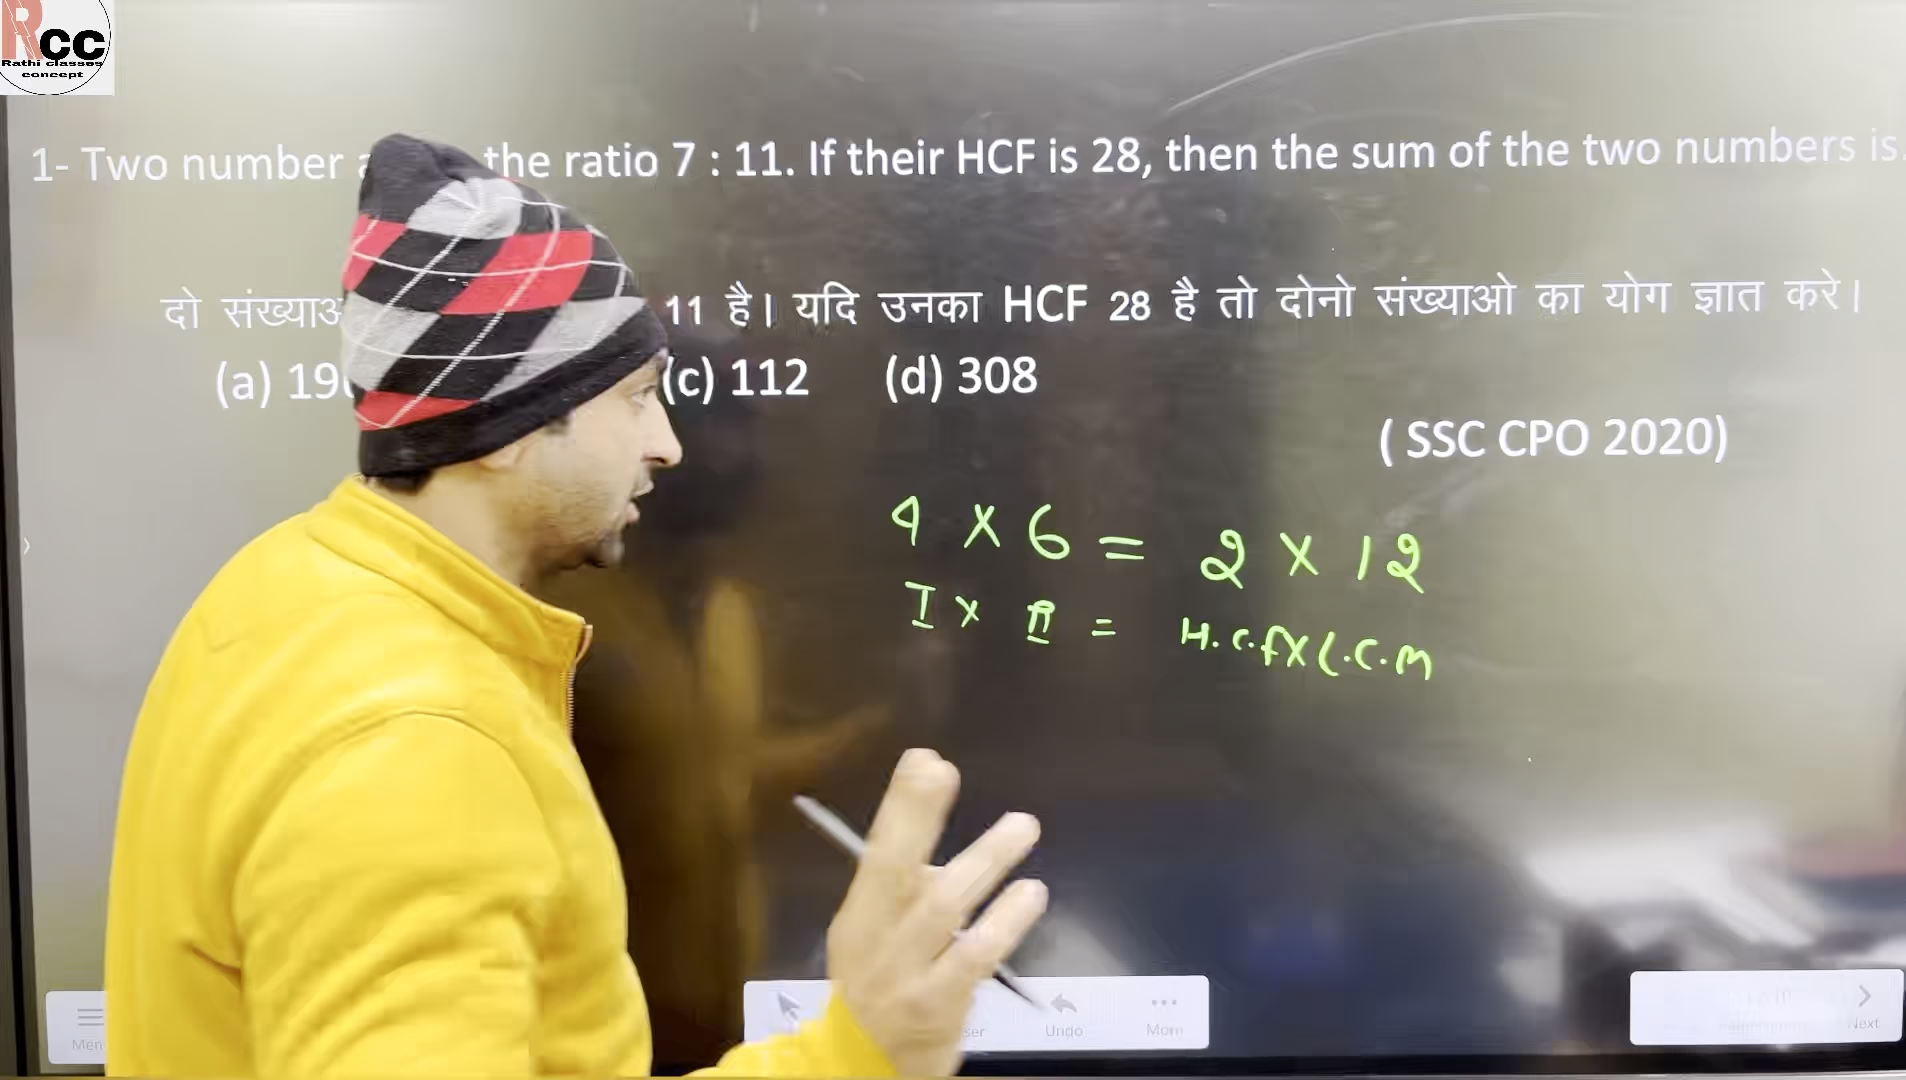 Rcc
Rathi classes
concept
1- Two number the ratio 7 : 11. If their HCF is 28, then the sum of the two numbers is.
दो 11 है। यदि उनका HCF 28 है तो दोनो संख्याओ का योग ज्ञात करे।
(a) (c) 112 (d) 308
( SSC CPO 2020)
4 X 6 = 2 X 12
I X II = H.C.f X L.C.M
Undo
Next